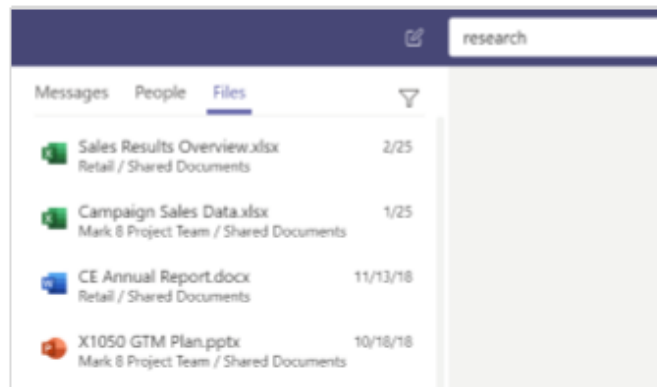 research
Messages People Files
Sales Results Overview.xlsx 2/25
Retail / Shared Documents
Campaign Sales Data.xlsx 1/25
Mark 8 Project Team / Shared Documents
CE Annual Report.docx 11/13/18
Retail / Shared Documents
X1050 GTM Plan.pptx 10/18/18
Mark 8 Project Team / Shared Documents